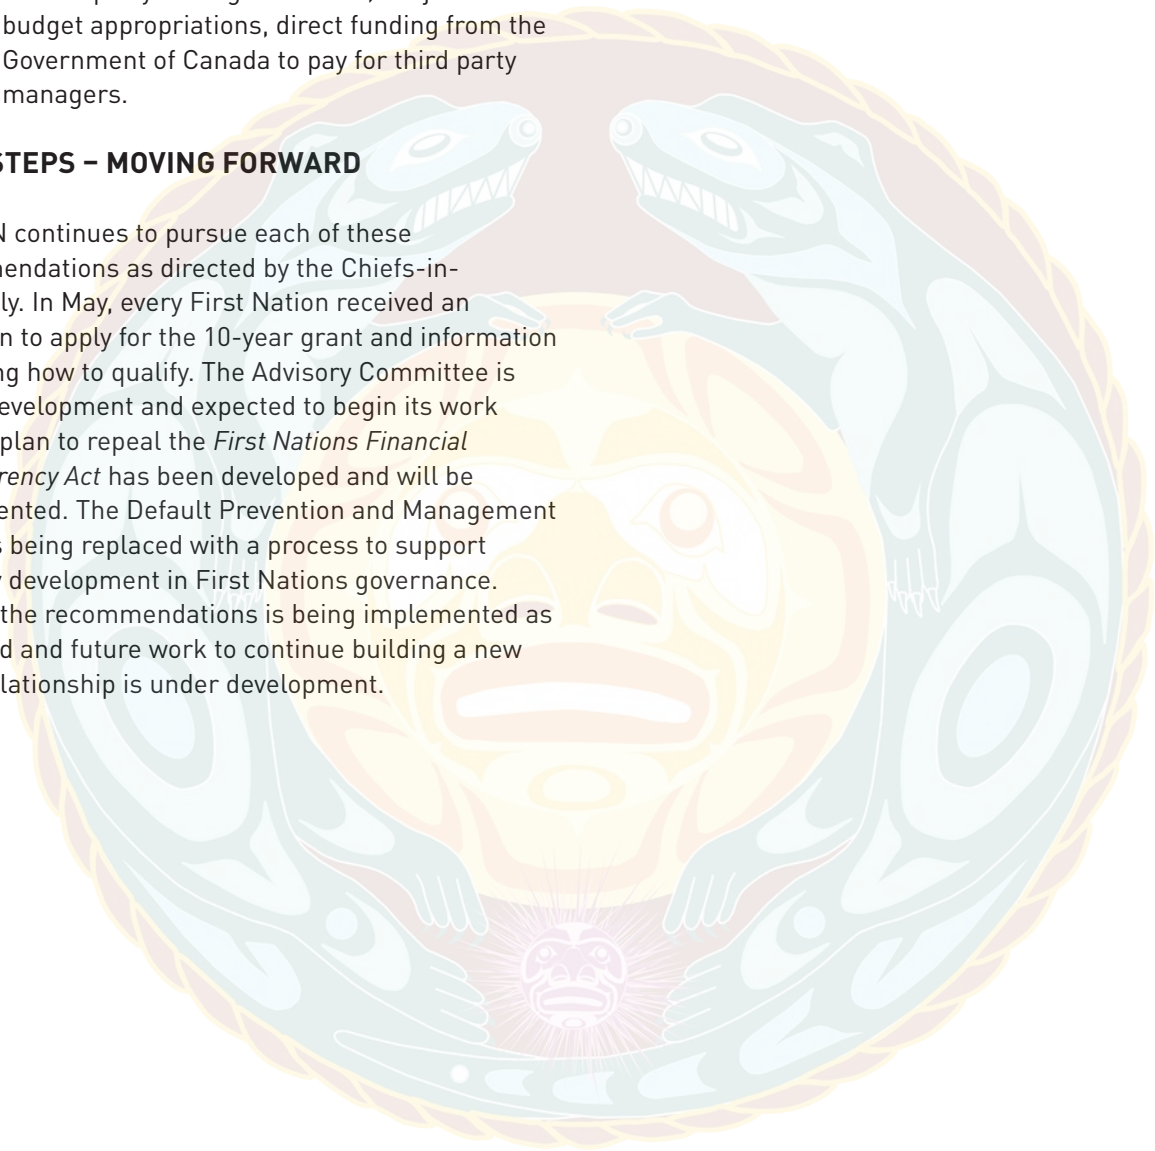 budget appropriations, direct funding from the
Government of Canada to pay for third party
managers.
STEPS – MOVING FORWARD
N continues to pursue each of these
endations as directed by the Chiefs-in-
ly. In May, every First Nation received an
n to apply for the 10-year grant and information
ng how to qualify. The Advisory Committee is
evelopment and expected to begin its work
plan to repeal the First Nations Financial
rency Act has been developed and will be
ented. The Default Prevention and Management
s being replaced with a process to support
y development in First Nations governance.
the recommendations is being implemented as
d and future work to continue building a new
lationship is under development.